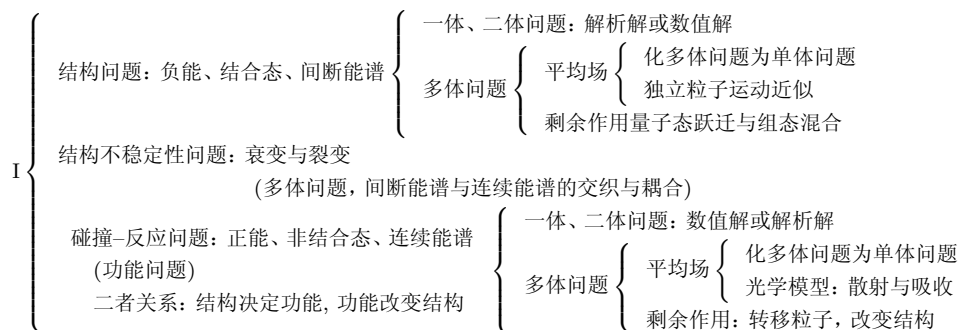 I
结构问题: 负能、结合态、间断能谱
一体、二体问题: 解析解或数值解
多体问题
平均场
化多体问题为单体问题
独立粒子运动近似
剩余作用量子态跃迁与组态混合
结构不稳定性问题: 衰变与裂变
(多体问题, 间断能谱与连续能谱的交织与耦合)
碰撞–反应问题: 正能、非结合态、连续能谱
(功能问题)
二者关系: 结构决定功能, 功能改变结构
一体、二体问题: 数值解或解析解
多体问题
平均场
化多体问题为单体问题
光学模型: 散射与吸收
剩余作用: 转移粒子, 改变结构